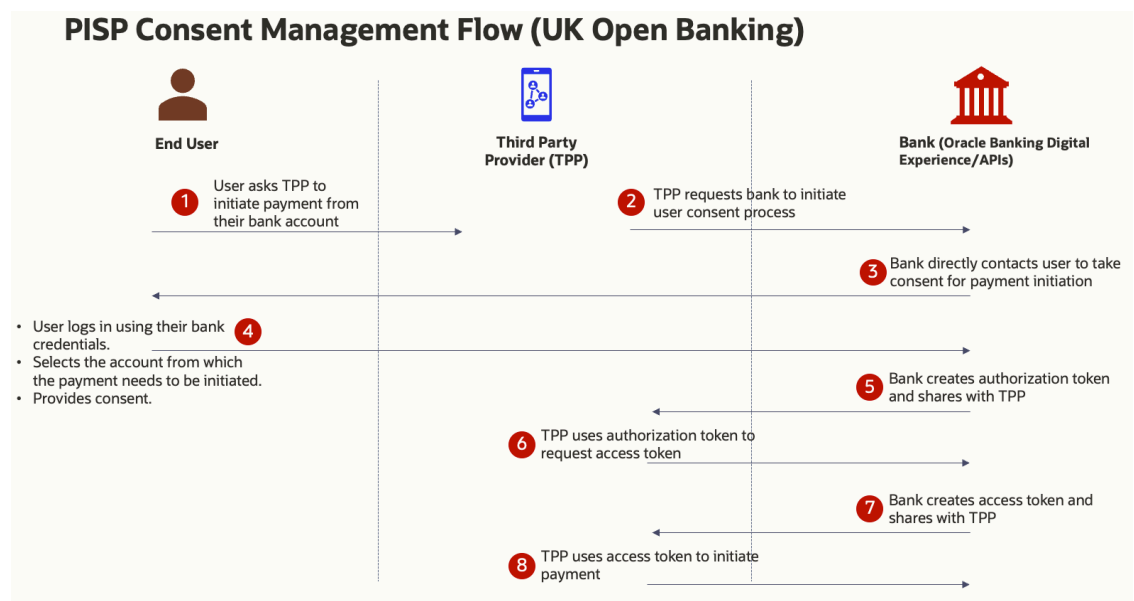 PISP Consent Management Flow (UK Open Banking)
End User
Third Party
Provider (TPP)
Bank (Oracle Banking Digital
Experience/APIs)
1
User asks TPP to
initiate payment from
their bank account
2
TPP requests bank to initiate
user consent process
3
Bank directly contacts user to take
consent for payment initiation
4
• User logs in using their bank
credentials.
• Selects the account from which
the payment needs to be initiated.
• Provides consent.
5
Bank creates authorization token
and shares with TPP
6
TPP uses authorization token to
request access token
7
Bank creates access token and
shares with TPP
8
TPP uses access token to initiate
payment